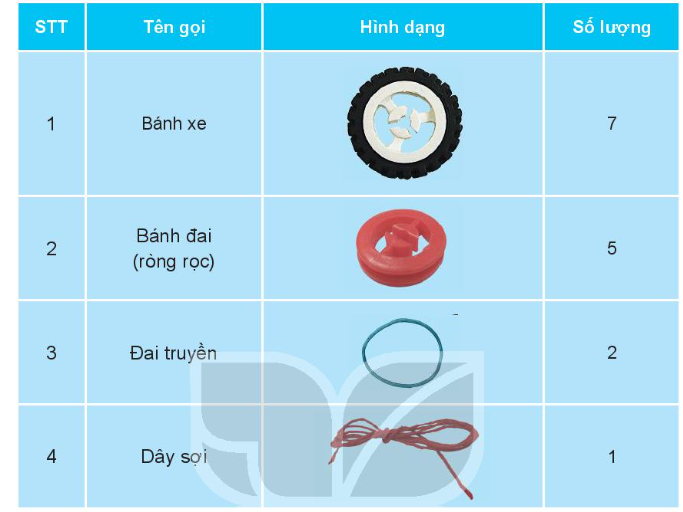 STT Tên gọi Hình dạng Số lượng
1 Bánh xe 7
2 Bánh đai (ròng rọc) 5
3 Đai truyền 2
4 Dây sợi 1